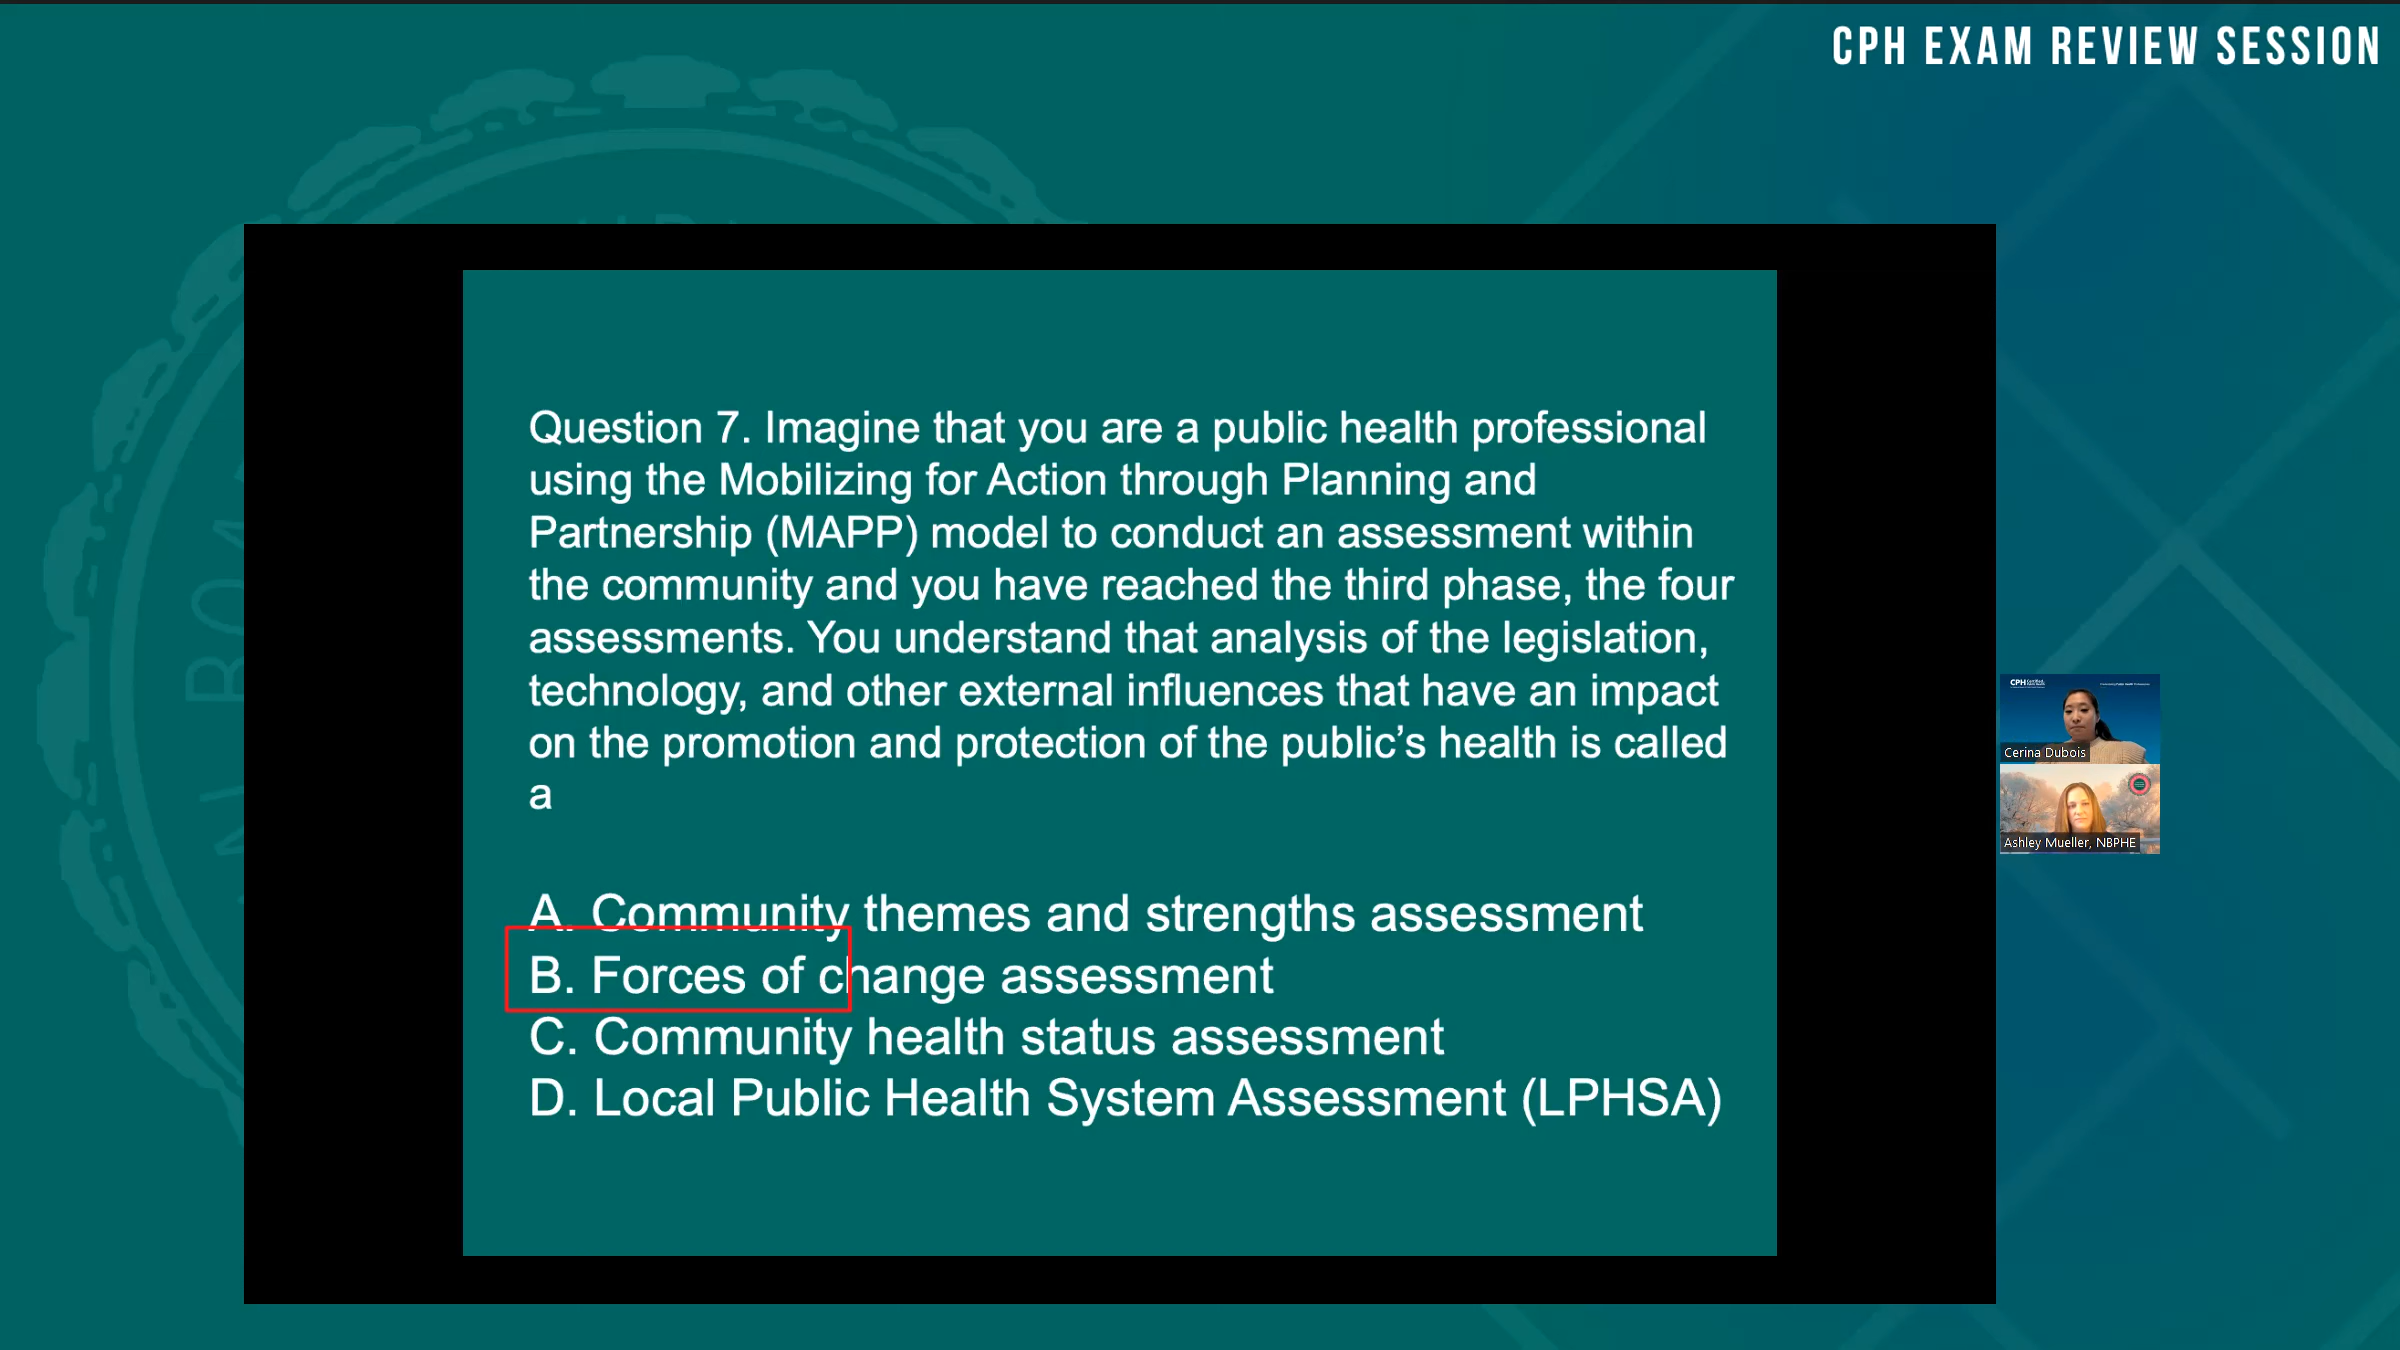 CPH EXAM REVIEW SESSION
Question 7. Imagine that you are a public health professional
using the Mobilizing for Action through Planning and
Partnership (MAPP) model to conduct an assessment within
the community and you have reached the third phase, the four
assessments. You understand that analysis of the legislation,
technology, and other external influences that have an impact
on the promotion and protection of the public’s health is called
a
A. Community themes and strengths assessment
B. Forces of change assessment
C. Community health status assessment
D. Local Public Health System Assessment (LPHSA)
CPH
Cerina Dubois
Ashley Mueller, NBPHE